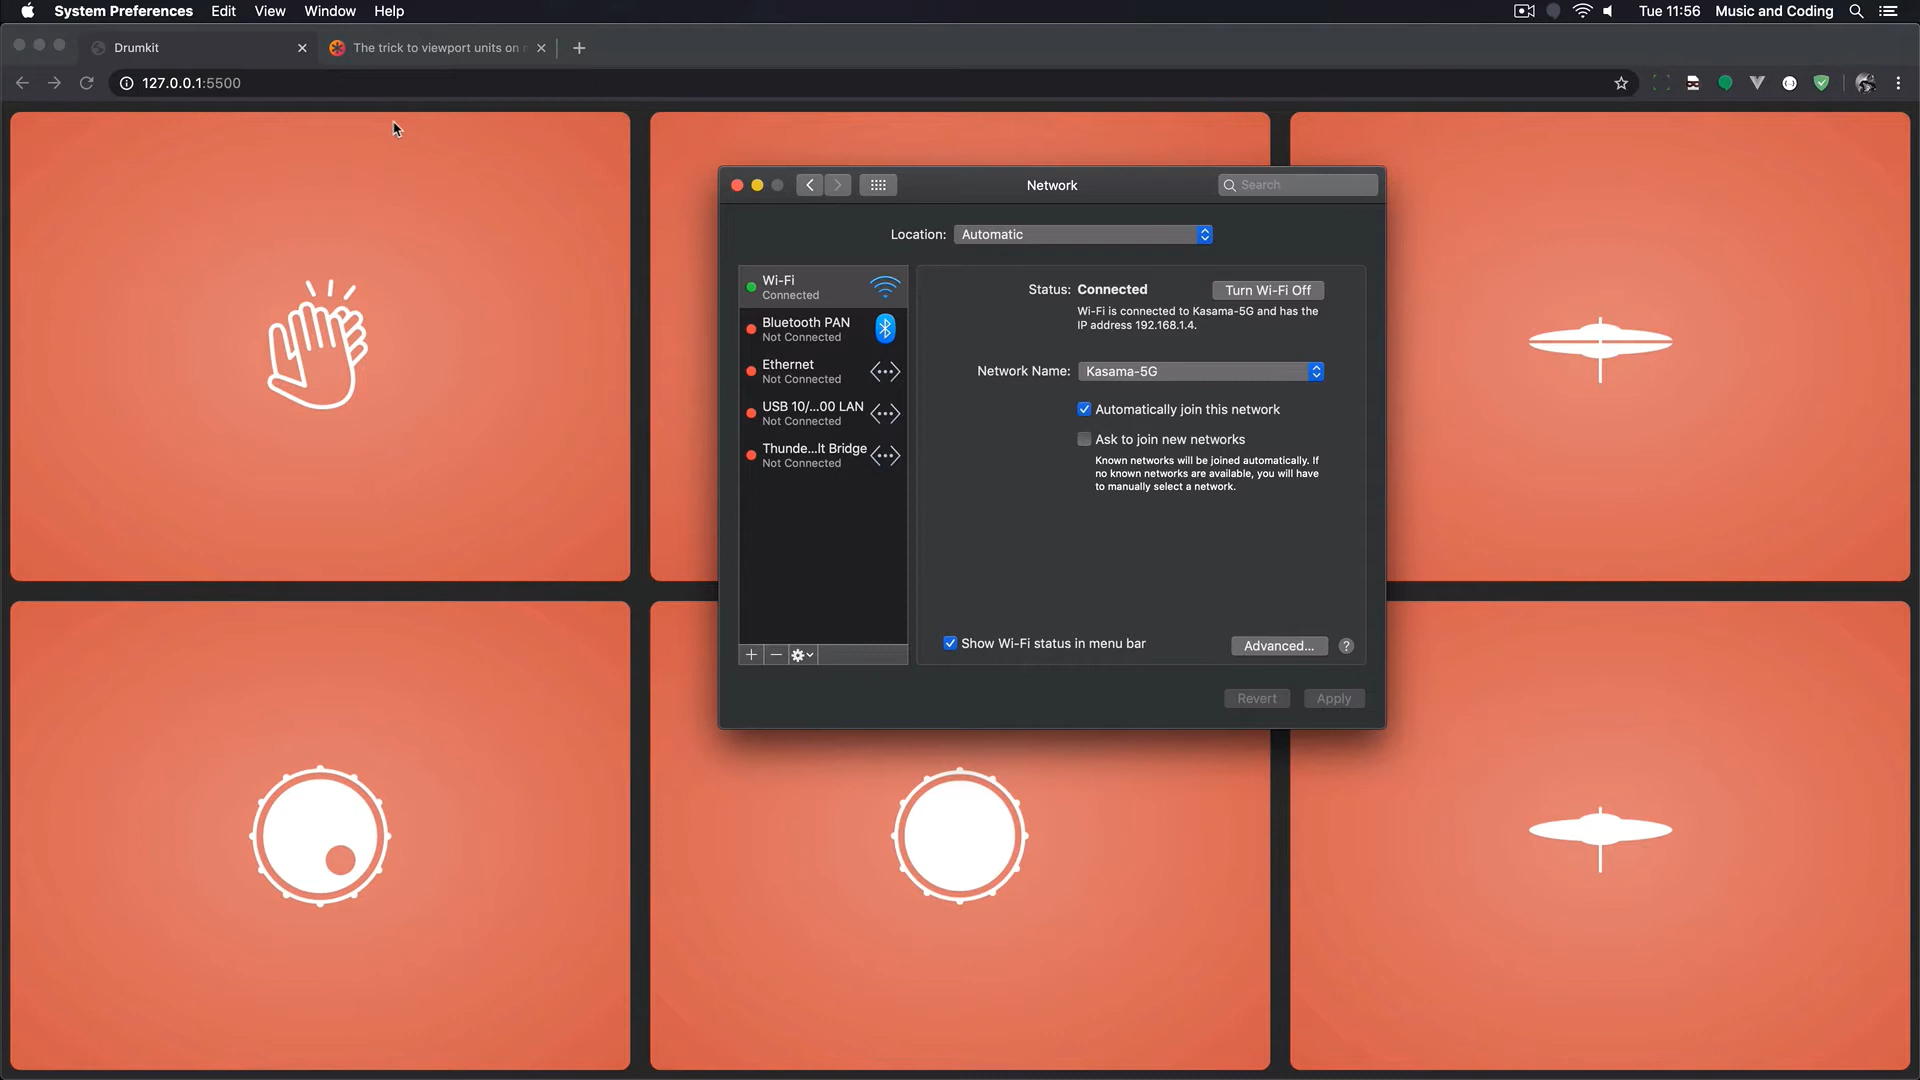 System Preferences Edit View Window Help
Tue 11:56 Music and Coding
Drumkit
The trick to viewport units on
127.0.0.1:5500
Network
Search
Location: Automatic
Wi-Fi
Connected
Bluetooth PAN
Not Connected
Ethernet
Not Connected
USB 10/...00 LAN
Not Connected
Thunde...lt Bridge
Not Connected
Status: Connected
Turn Wi-Fi Off
Wi-Fi is connected to Kasama-5G and has the
IP address 192.168.1.4.
Network Name: Kasama-5G
Automatically join this network
Ask to join new networks
Known networks will be joined automatically. If
no known networks are available, you will have
to manually select a network.
Show Wi-Fi status in menu bar
Advanced...
?
Revert
Apply